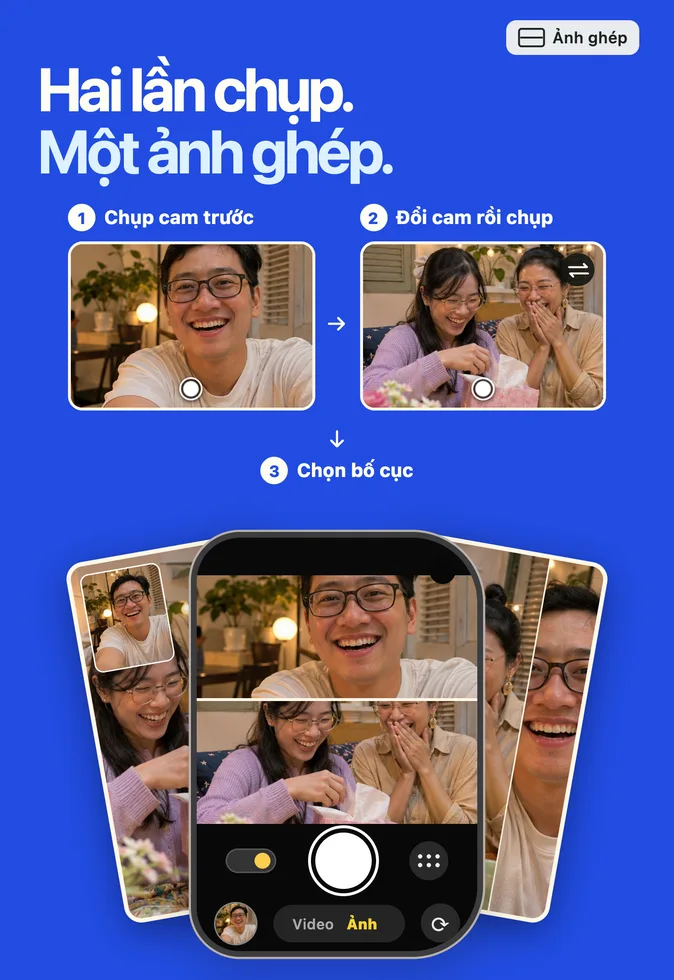 Ảnh ghép
Hai lần chụp.
Một ảnh ghép.
1 Chụp cam trước
2 Đổi cam rồi chụp
3 Chọn bố cục
Video Ảnh